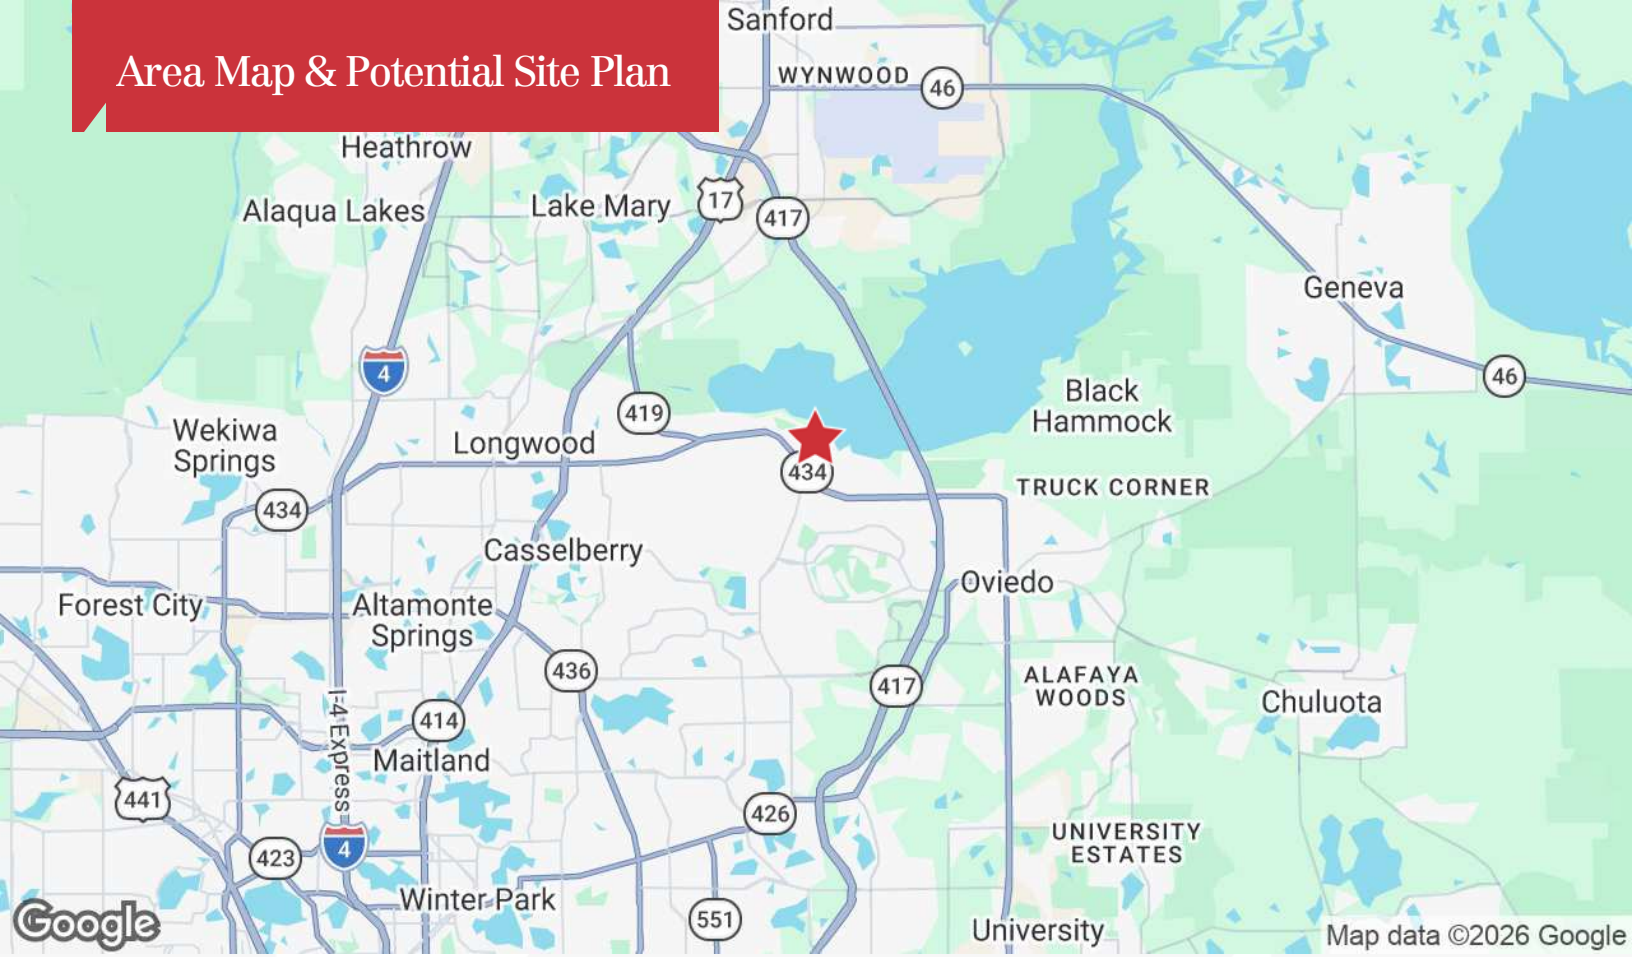 Area Map & Potential Site Plan
Sanford
WYNWOOD
46
Heathrow
Alaqua Lakes
Lake Mary
17
417
Geneva
4
46
419
Black
Hammock
Wekiwa
Springs
Longwood
434
TRUCK CORNER
434
Casselberry
Oviedo
Forest City
Altamonte
Springs
436
417
ALAFAYA
WOODS
Chuluota
414
I-4 Express
Maitland
441
426
UNIVERSITY
ESTATES
423
4
Winter Park
551
University
Google
Map data ©2026 Google